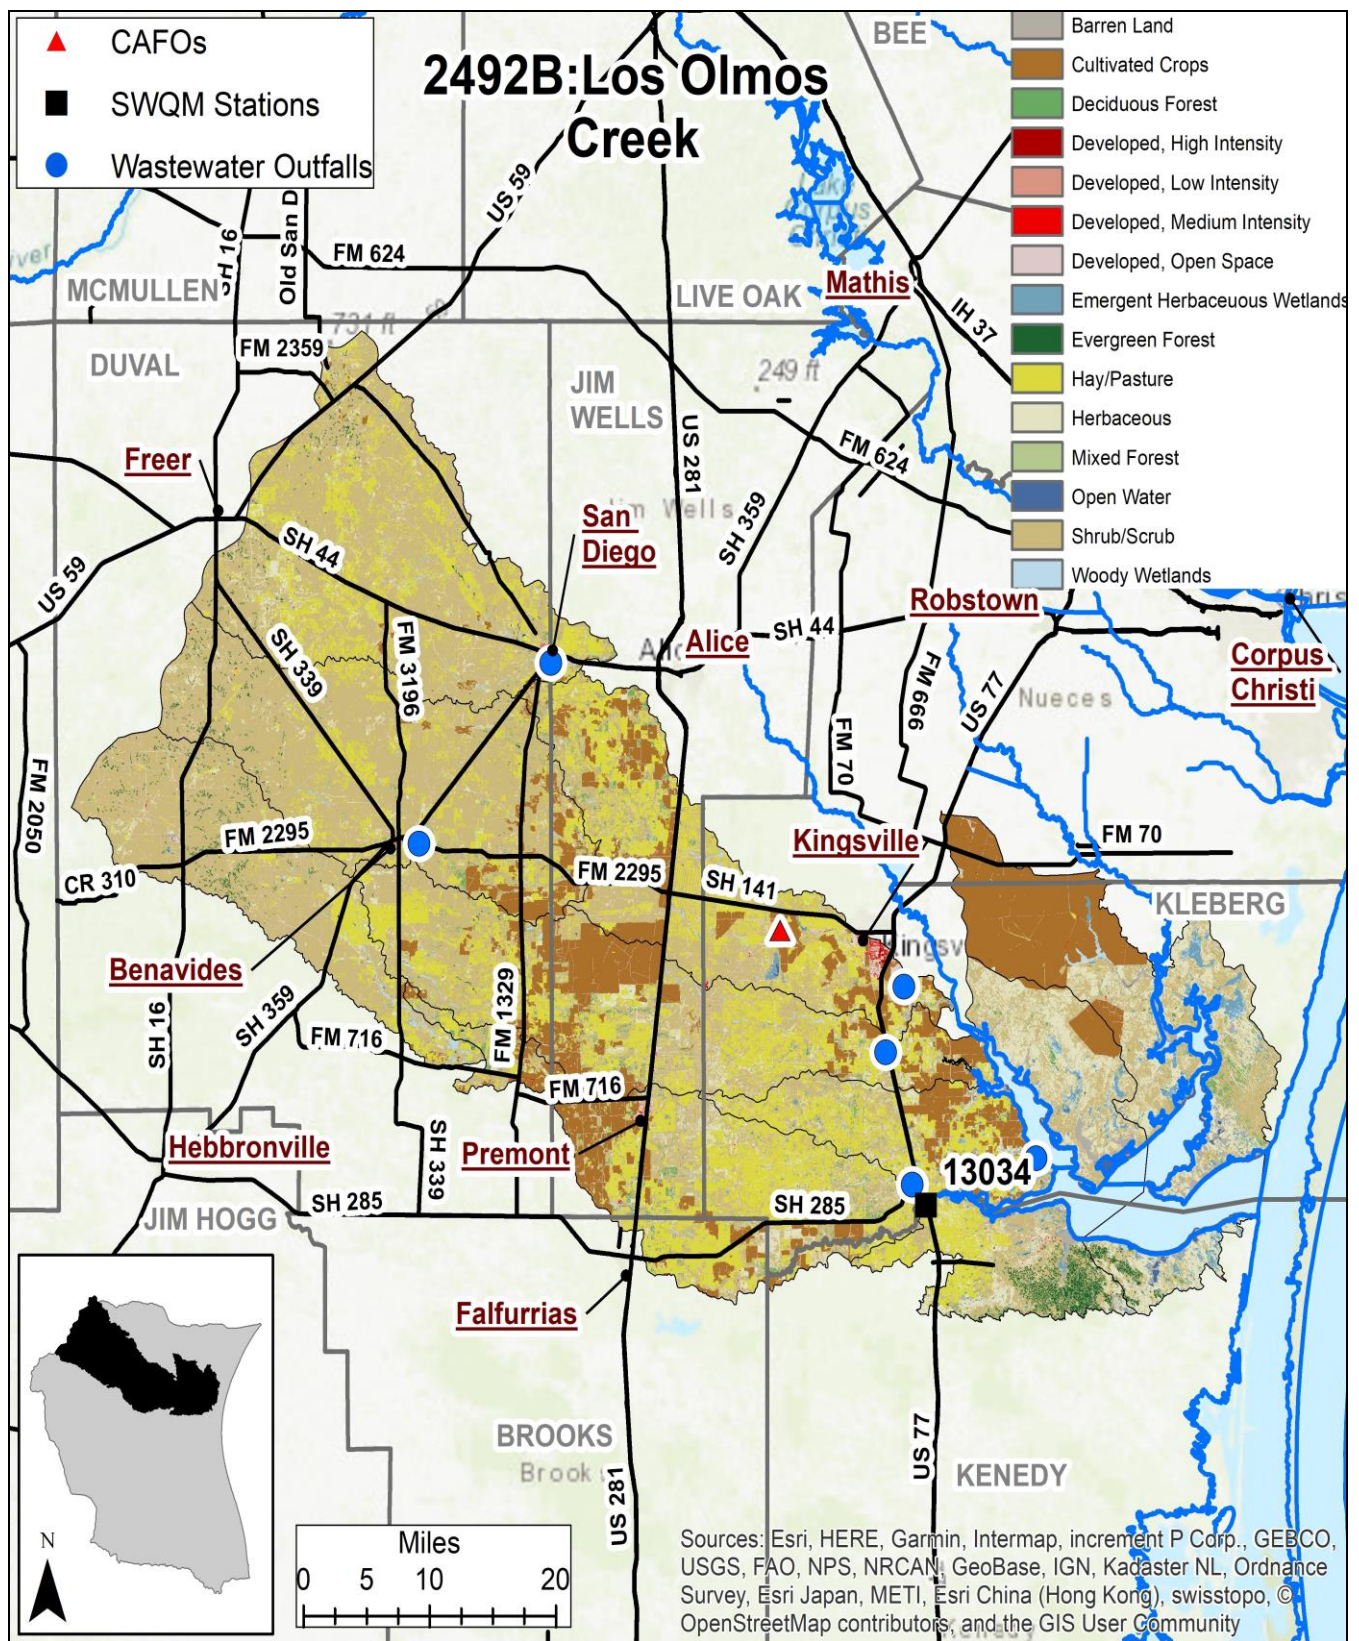 CAFOs
SWQM Stations
Wastewater Outfalls
2492B:Los Olmos
Creek
BEE
Barren Land
Cultivated Crops
Deciduous Forest
Developed, High Intensity
Developed, Low Intensity
Developed, Medium Intensity
Developed, Open Space
Emergent Herbaceuous Wetlands
Evergreen Forest
Hay/Pasture
Herbaceous
Mixed Forest
Open Water
Shrub/Scrub
Woody Wetlands
US 59
SH 16
Old San D
FM 624
Lake
Corpus
Christi
MCMULLEN
LIVE OAK
Mathis
IH 37
731 ft
FM 2359
DUVAL
JIM
WELLS
249 ft
US 281
FM 624
Freer
SH 359
Jim Wells
San
Diego
SH 44
US 59
SH 339
FM 3196
Alice
SH 44
Robstown
FM 666
US 77
Nueces
Corpus
Christi
FM 70
FM 2050
FM 2295
CR 310
FM 2295
SH 141
Kingsville
FM 70
KLEBERG
Kingsv
Benavides
SH 16
SH 359
FM 1329
FM 716
FM 716
Hebbronville
SH 339
Premont
13034
SH 285
SH 285
JIM HOGG
Falfurrias
BROOKS
Brooks
US 281
US 77
KENEDY
N
Miles
0 5 10 20
Sources: Esri, HERE, Garmin, Intermap, increment P Corp., GEBCO,
USGS, FAO, NPS, NRCAN, GeoBase, IGN, Kadaster NL, Ordnance
Survey, Esri Japan, METI, Esri China (Hong Kong), swisstopo, ©
OpenStreetMap contributors, and the GIS User Community